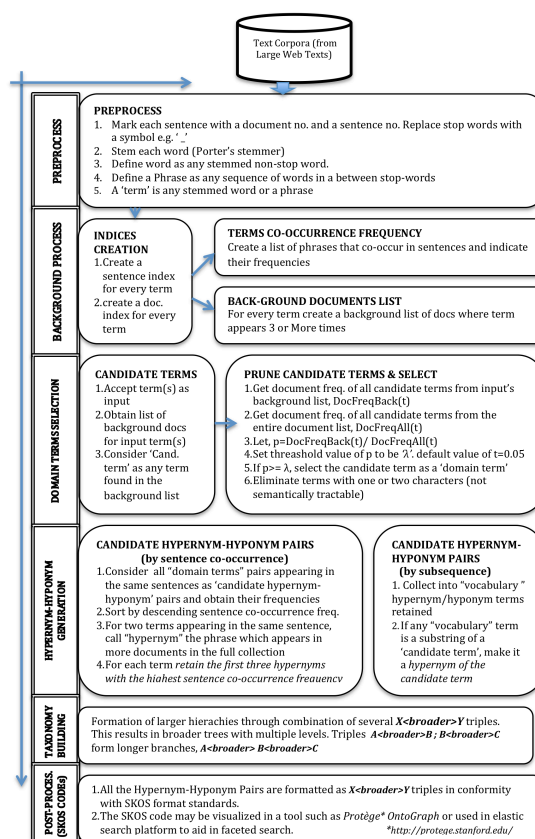 Text Corpora (from
Large Web Texts)
PREPROCESS
PREPROCESS
1. Mark each sentence with a document no. and a sentence no. Replace stop words with
a symbol e.g. ‘ _’
2. Stem each word (Porter’s stemmer)
3. Define word as any stemmed non-stop word.
4. Define a Phrase as any sequence of words in a between stop-words
5. A ‘term’ is any stemmed word or a phrase
BACKGROUND PROCESS
INDICES
CREATION
1.Create a
sentence index
for every term
2.create a doc.
index for every
term
TERMS CO-OCCURRENCE FREQUENCY
Create a list of phrases that co-occur in sentences and indicate
their frequencies
BACK-GROUND DOCUMENTS LIST
For every term create a background list of docs where term
appears 3 or More times
DOMAIN TERMS SELECTION
CANDIDATE TERMS
1.Accept term(s) as
input
2.Obtain list of
background docs
for input term(s)
3.Consider ‘Cand.
term’ as any term
found in the
background list
PRUNE CANDIDATE TERMS & SELECT
1.Get document freq. of all candidate terms from input’s
background list, DocFreqBack(t)
2.Get document freq. of all candidate terms from the
entire document list, DocFreqAll(t)
3.Let, p=DocFreqBack(t)/ DocFreqAll(t)
4.Set threashold value of p to be ‘λ’. default value of t=0.05
5.If p>= λ, select the candidate term as a ‘domain term’
6.Eliminate terms with one or two characters (not
semantically tractable)
HYPERNYM-HYPONYM
GENERATION
CANDIDATE HYPERNYM-HYPONYM PAIRS
(by sentence co-occurrence)
1.Consider all “domain terms” pairs appearing in
the same sentences as ‘candidate hypernym-
hyponym’ pairs and obtain their frequencies
2.Sort by descending sentence co-occurrence freq.
3.For two terms appearing in the same sentence,
call “hypernym” the phrase which appears in
more documents in the full collection
4.For each term retain the first three hypernyms
with the highest sentence co-occurrence frequency
CANDIDATE HYPERNYM-
HYPONYM PAIRS
(by subsequence)
1. Collect into “vocabulary ”
hypernym/hyponym terms
retained
2.If any “vocabulary” term
is a substring of a
‘candidate term’, make it
a hypernym of the
candidate term
TAXONOMY
BUILDING
Formation of larger hierachies through combination of several X<broader>Y triples.
This results in broader trees with multiple levels. Triples A<broader>B ; B<broader>C
form longer branches, A<broader> B<broader>C
POST-PROCES.
(SKOS CODEs)
1.All the Hypernym-Hyponym Pairs are formatted as X<broader>Y triples in conformity
with SKOS format standards.
2.The SKOS code may be visualized in a tool such as Protège* OntoGraph or used in elastic
search platform to aid in faceted search. *http://protege.stanford.edu/